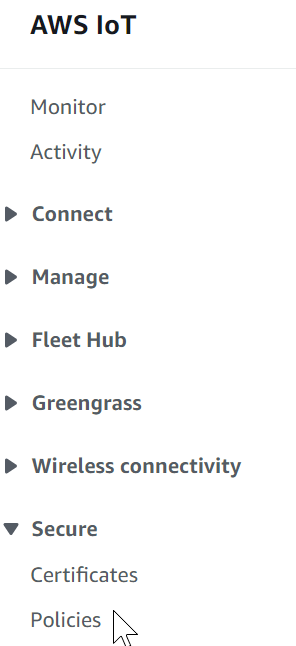 AWS IoT
Monitor
Activity
Connect
Manage
Fleet Hub
Greengrass
Wireless connectivity
Secure
Certificates
Policies